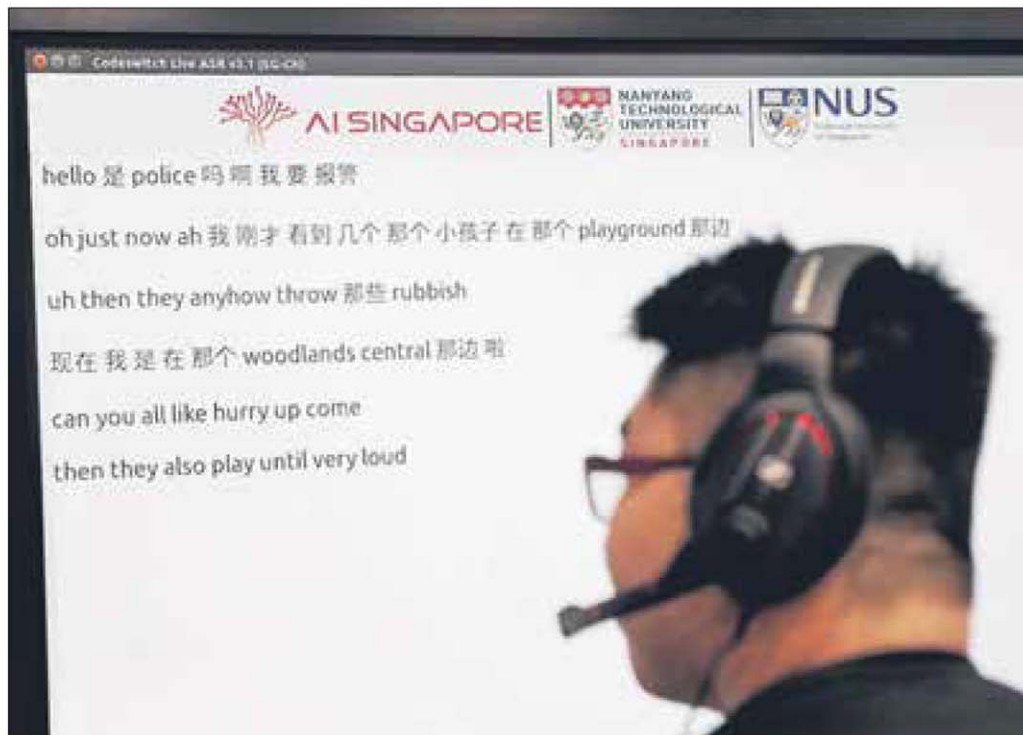 Codeswitch Live ASR v3.1 (SG-CN)
AI SINGAPORE
NANYANG
TECHNOLOGICAL
UNIVERSITY
SINGAPORE
NUS
National University
of Singapore
hello 是 police 吗 啊 我 要 报警
oh just now ah 我 刚才 看到 几个 那个 小孩子 在 那个 playground 那边
uh then they anyhow throw 那些 rubbish
现在 我 是 在 那个 woodlands central 那边 啦
can you all like hurry up come
then they also play until very loud